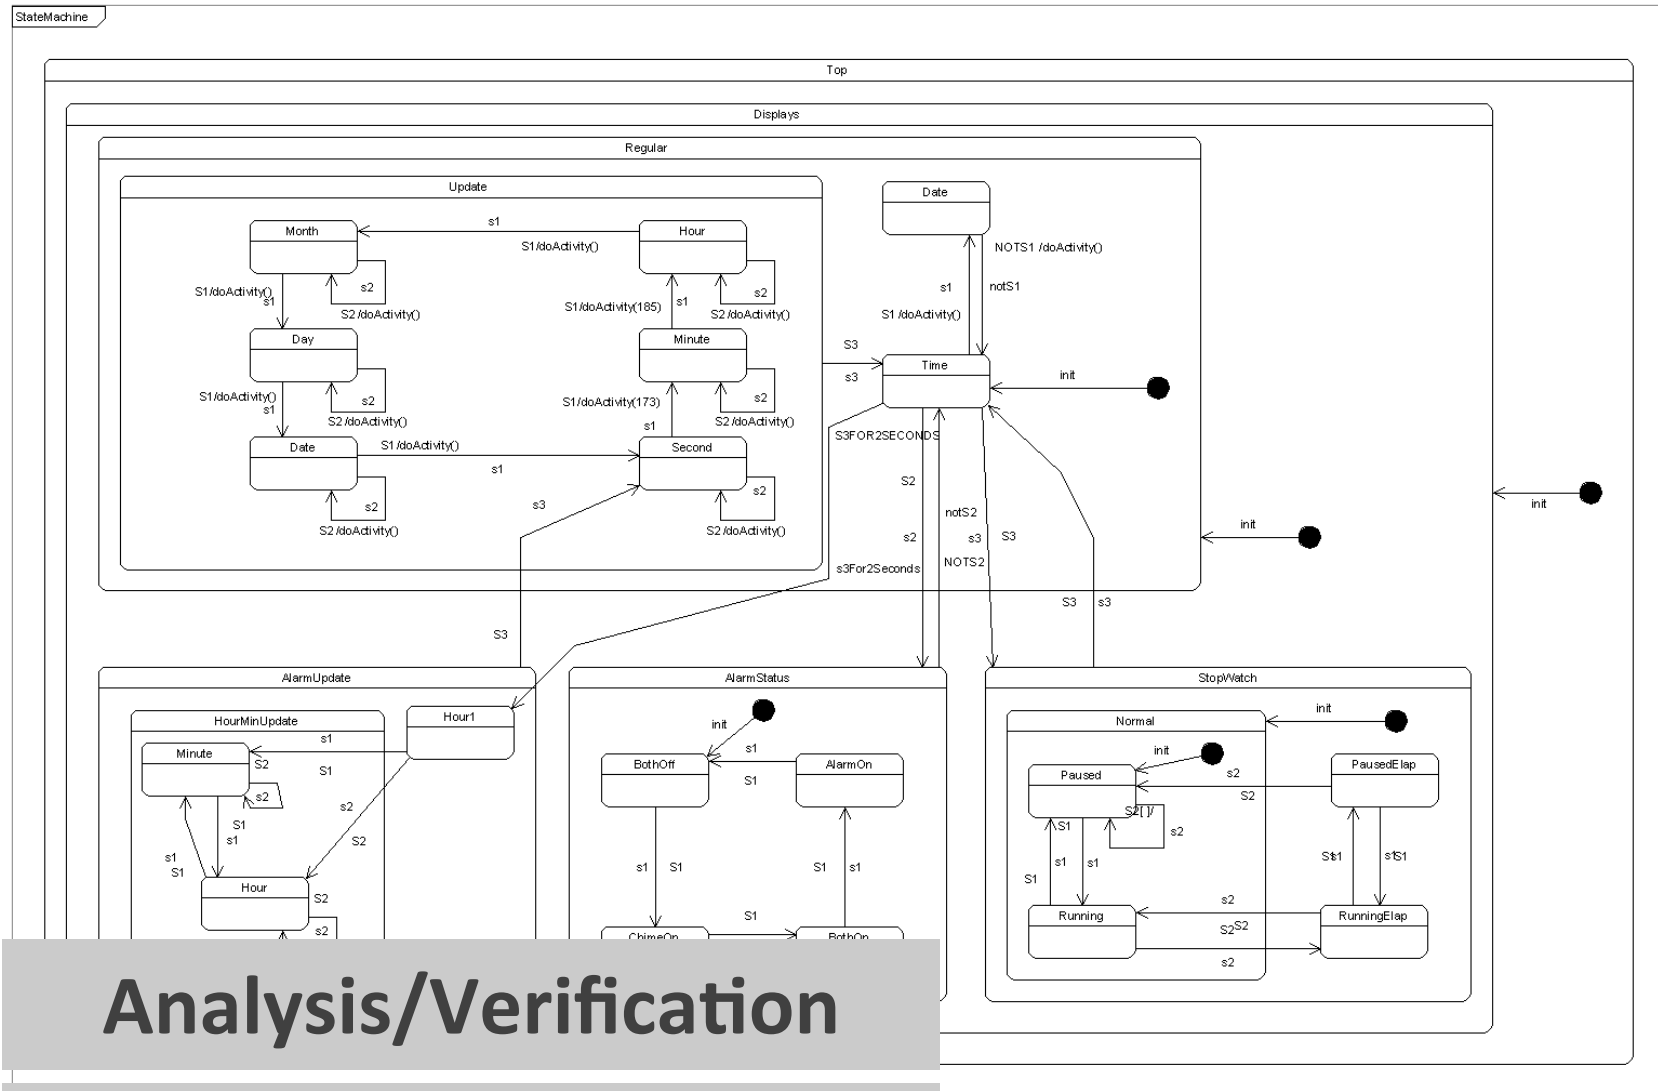 StateMachine
Top
Displays
Regular
Update
Date
Month
s1
Hour
S1/doActivity()
NOTS1 /doActivity()
S1/doActivity()
s1
s2
S1/doActivity(185)
s1
s2
s1
notS1
S2/doActivity()
S2/doActivity()
S1/doActivity()
Day
Minute
S3
Time
s3
init
S1/doActivity()
s1
s2
S1/doActivity(173)
s2
S2/doActivity()
s1
S2/doActivity()
S3FOR2SECONDS
Date
S1/doActivity()
Second
s1
S2
s2
s3
s2
notS2
init
init
S2/doActivity()
S2/doActivity()
s2
s3
S3
s3For2Seconds
NOTS2
S3
s3
S3
AlarmUpdate
AlarmStatus
StopWatch
HourMinUpdate
Hour1
init
Normal
init
s1
s1
init
Minute
S2
S1
BothOff
S1
AlarmOn
Paused
s2
PausedElap
s2
s2
S2
S1
s1
S2
S2[ ]/
S1
s2
s1
S1
s1
S1
S1
s1
s1
s1
S1
S1s1
s1S1
Hour
S2
s2
ChimeOn
S1
BothOn
Running
s2
RunningElap
S2S2
s2
Analysis/Verification